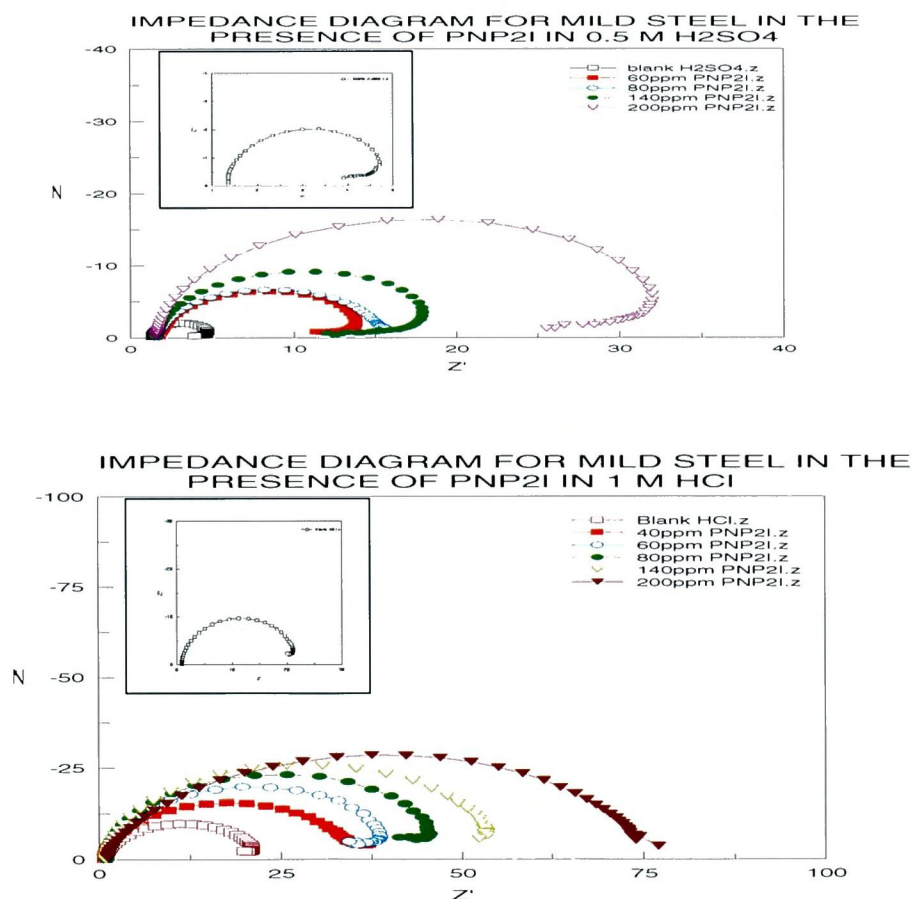 IMPEDANCE DIAGRAM FOR MILD STEEL IN THE
PRESENCE OF PNP2I IN 0.5 M H2SO4
-40
-30
-20
-10
0
N
blank H2SO4.z
60ppm PNP2I.z
80ppm PNP2I.z
140ppm PNP2I.z
200ppm PNP2I.z
0
10
20
30
40
Z'
IMPEDANCE DIAGRAM FOR MILD STEEL IN THE
PRESENCE OF PNP2I IN 1 M HCl
-100
-75
-50
-25
0
N
Blank HCl.z
40ppm PNP2I.z
60ppm PNP2I.z
80ppm PNP2I.z
140ppm PNP2I.z
200ppm PNP2I.z
0
25
50
75
100
Z'